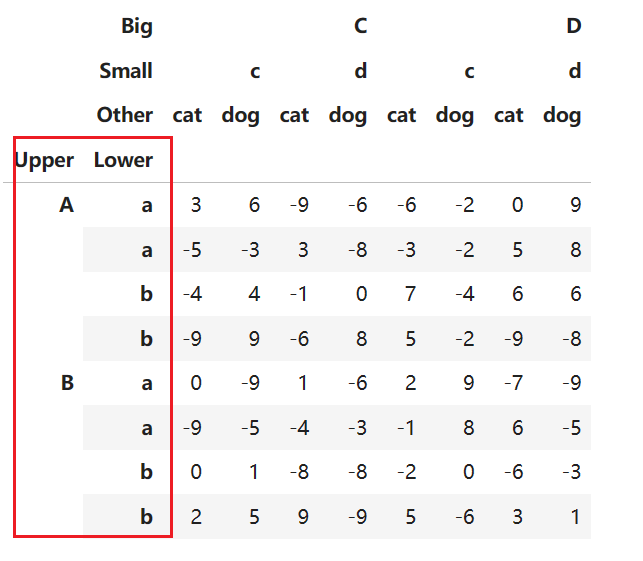 Big C D
Small c d c d
Other cat dog cat dog cat dog cat dog
Upper Lower
A a 3 6 -9 -6 -6 -2 0 9
a -5 -3 3 -8 -3 -2 5 8
b -4 4 -1 0 7 -4 6 6
b -9 9 -6 8 5 -2 -9 -8
B a 0 -9 1 -6 2 9 -7 -9
a -9 -5 -4 -3 -1 8 6 -5
b 0 1 -8 -8 -2 0 -6 -3
b 2 5 9 -9 5 -6 3 1